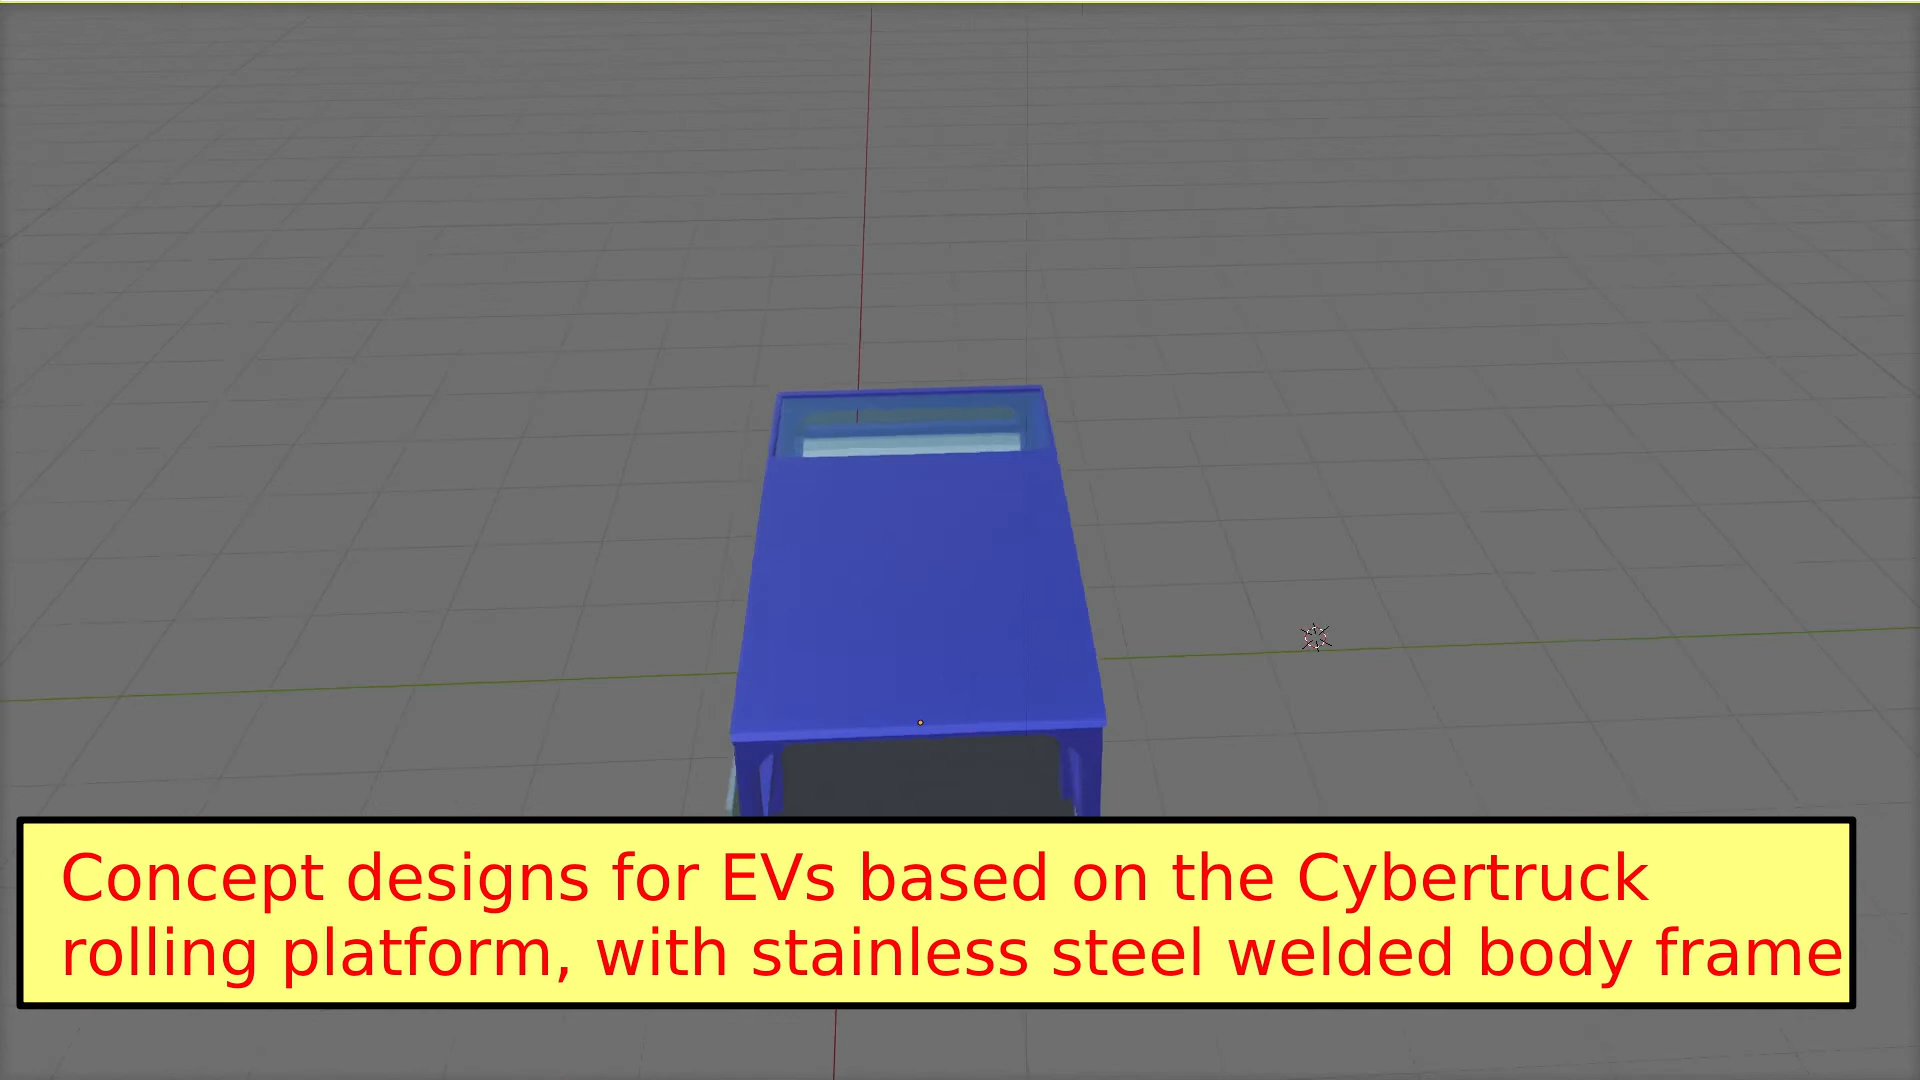 Concept designs for EVs based on the Cybertruck
rolling platform, with stainless steel welded body frame